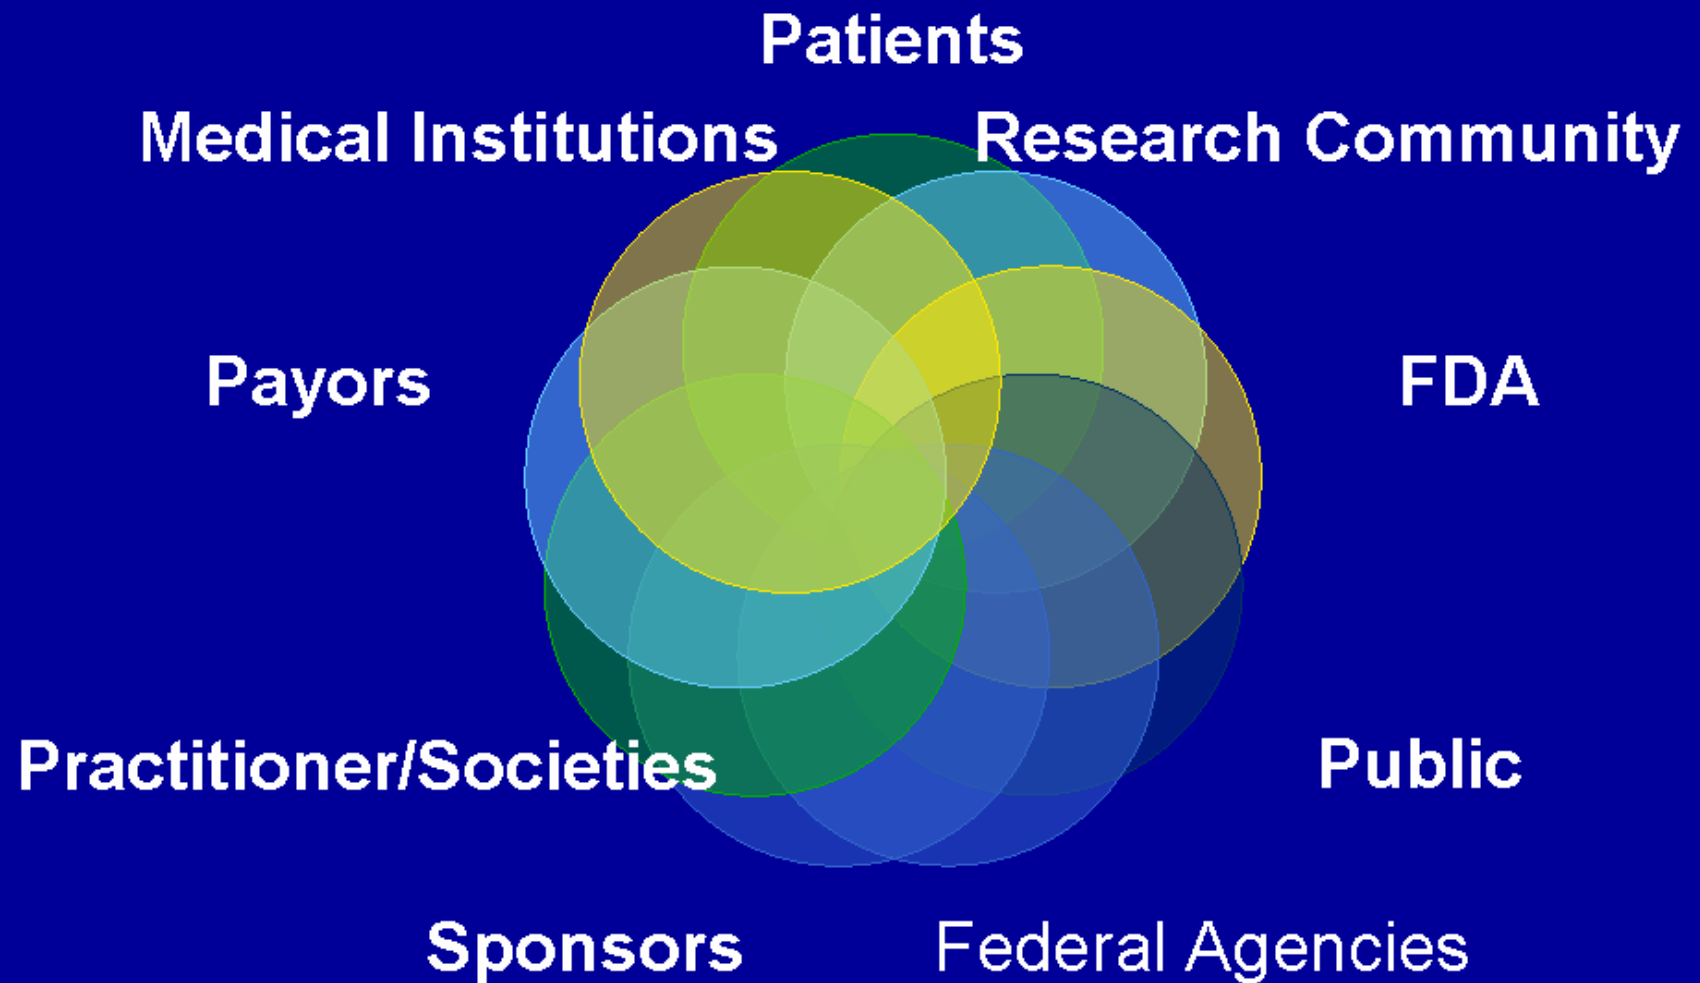 Patients
Medical Institutions
Research Community
Payors
FDA
Practitioner/Societies
Public
Sponsors
Federal Agencies